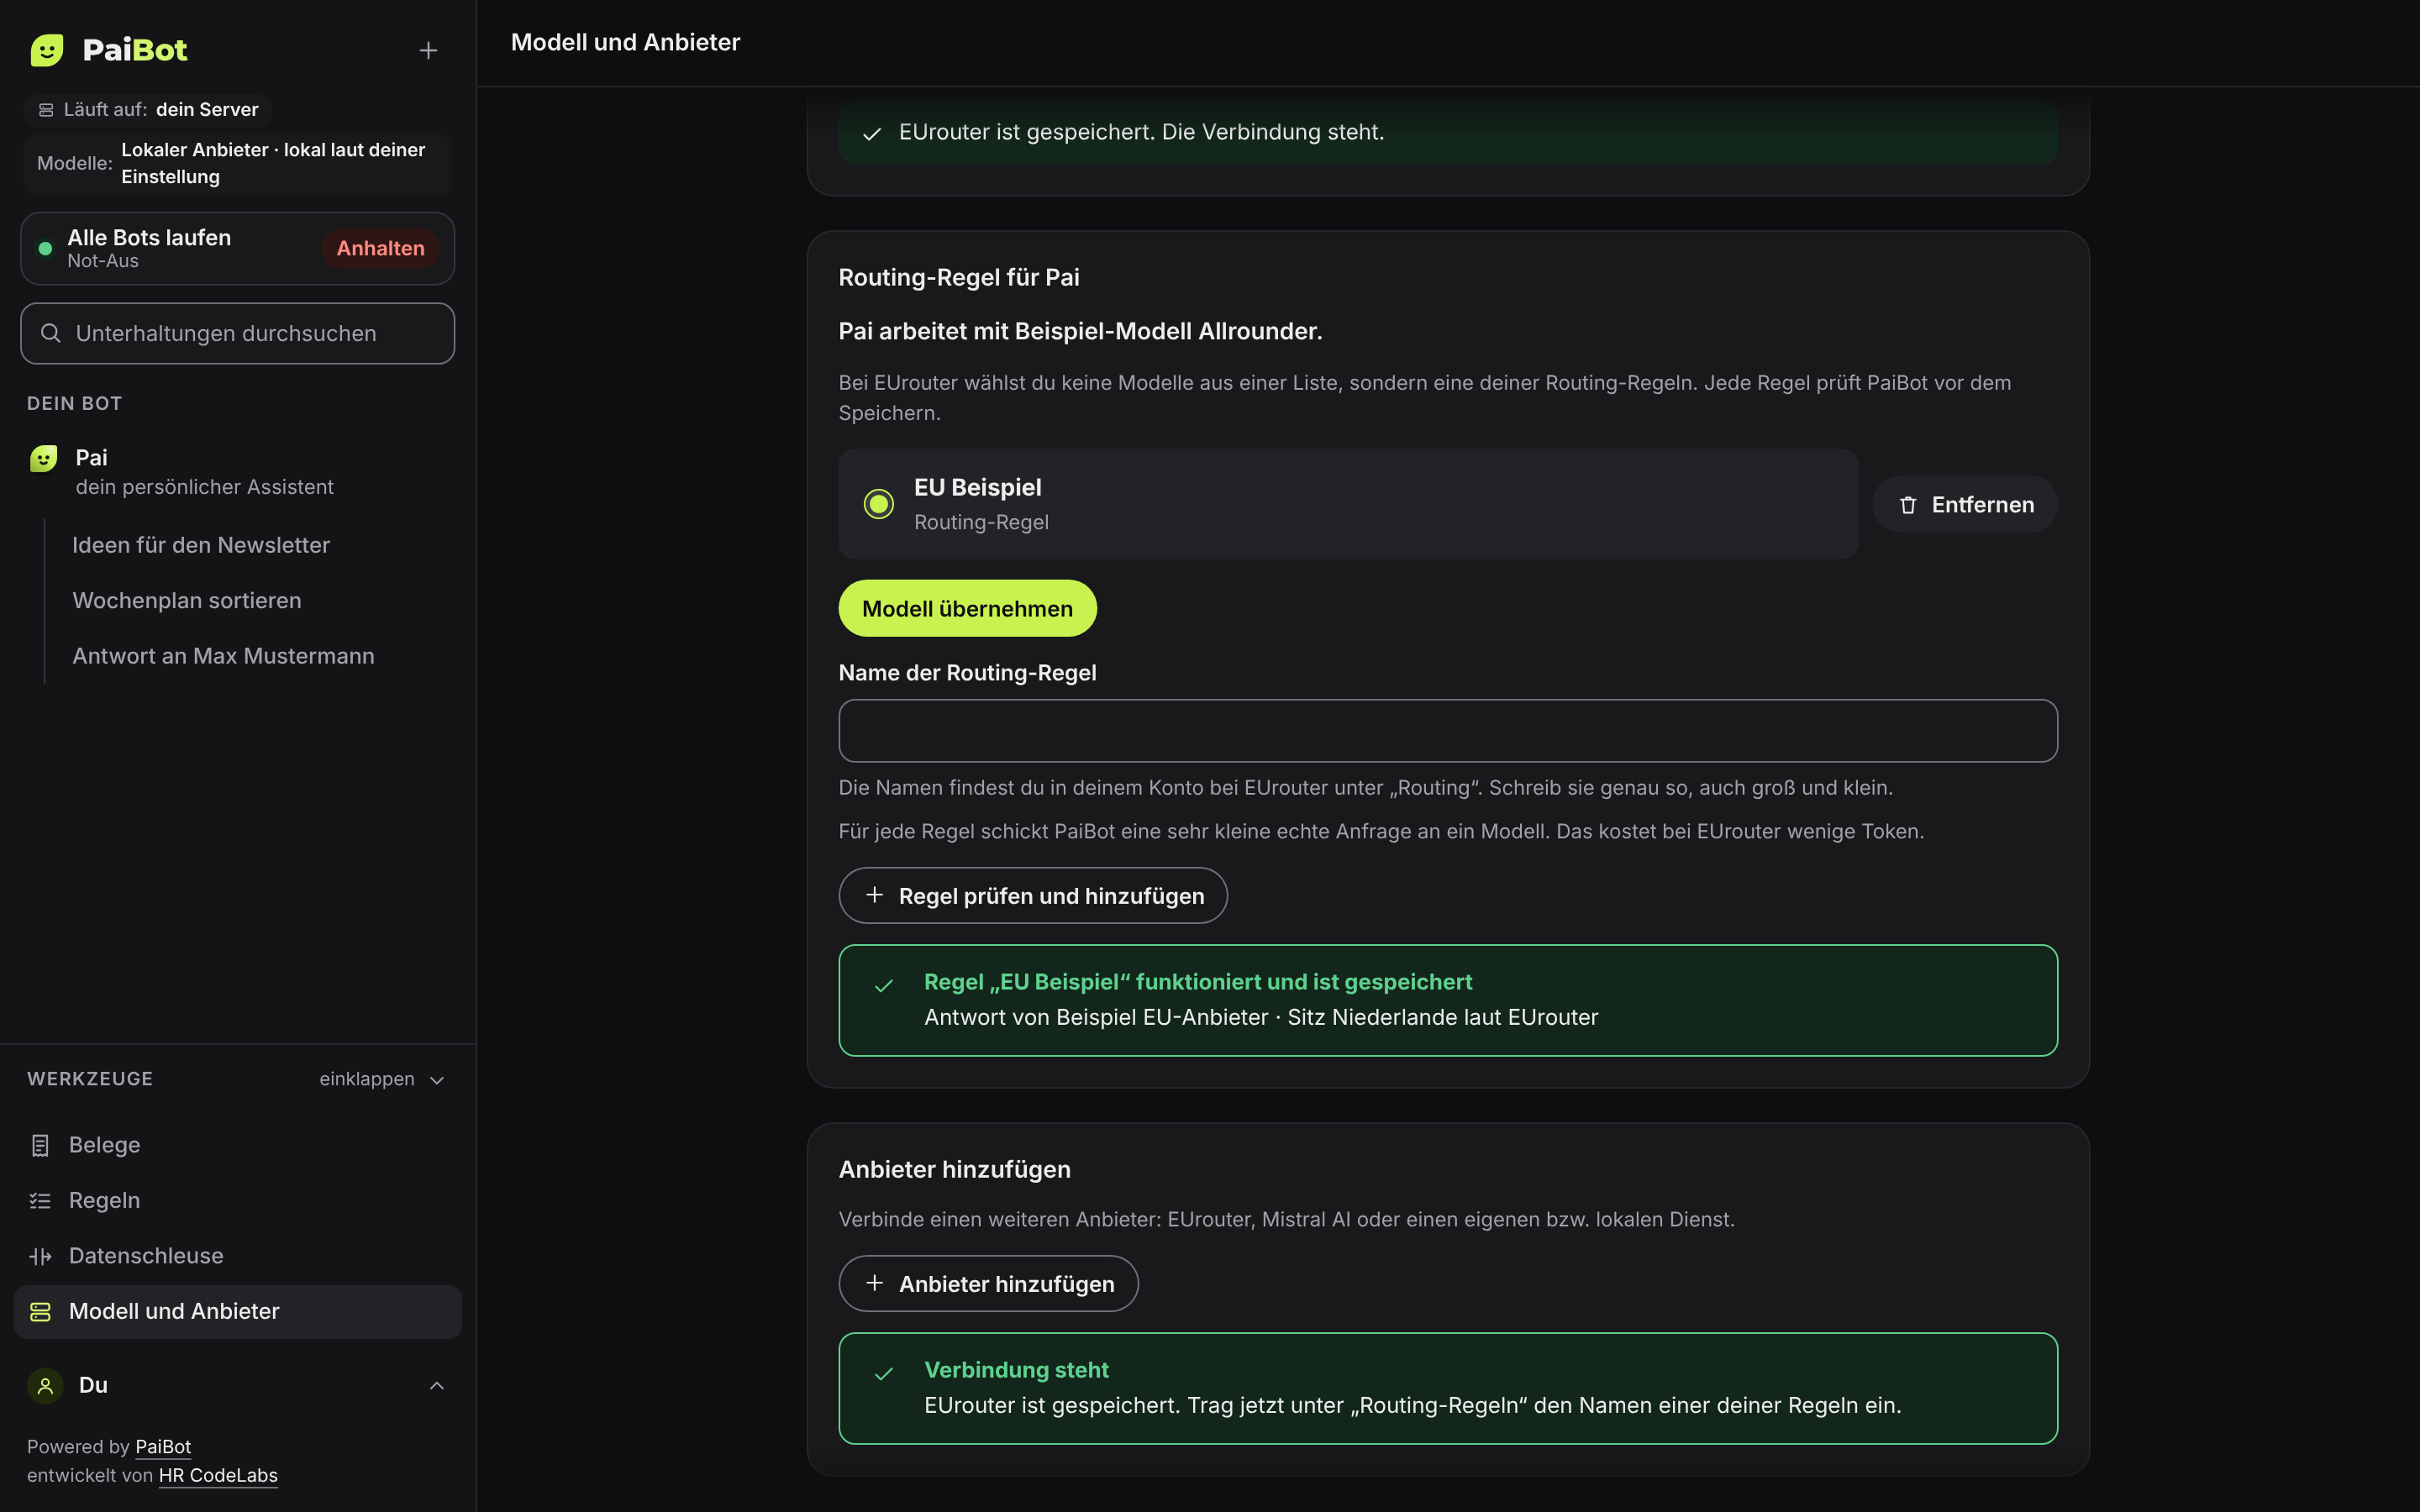 PaiBot
Läuft auf: dein Server
Modelle: Lokaler Anbieter · lokal laut deiner
Einstellung
Alle Bots laufen
Not-Aus
Anhalten
Unterhaltungen durchsuchen
DEIN BOT
Pai
dein persönlicher Assistent
Ideen für den Newsletter
Wochenplan sortieren
Antwort an Max Mustermann
WERKZEUGE
einklappen
Belege
Regeln
Datenschleuse
Modell und Anbieter
Du
Powered by PaiBot
entwickelt von HR CodeLabs
Modell und Anbieter
EUrouter ist gespeichert. Die Verbindung steht.
Routing-Regel für Pai
Pai arbeitet mit Beispiel-Modell Allrounder.
Bei EUrouter wählst du keine Modelle aus einer Liste, sondern eine deiner Routing-Regeln. Jede Regel prüft PaiBot vor dem
Speichern.
EU Beispiel
Routing-Regel
Entfernen
Modell übernehmen
Name der Routing-Regel
Die Namen findest du in deinem Konto bei EUrouter unter „Routing“. Schreib sie genau so, auch groß und klein.
Für jede Regel schickt PaiBot eine sehr kleine echte Anfrage an ein Modell. Das kostet bei EUrouter wenige Token.
Regel prüfen und hinzufügen
Regel „EU Beispiel“ funktioniert und ist gespeichert
Antwort von Beispiel EU-Anbieter · Sitz Niederlande laut EUrouter
Anbieter hinzufügen
Verbinde einen weiteren Anbieter: EUrouter, Mistral AI oder einen eigenen bzw. lokalen Dienst.
Anbieter hinzufügen
Verbindung steht
EUrouter ist gespeichert. Trag jetzt unter „Routing-Regeln“ den Namen einer deiner Regeln ein.